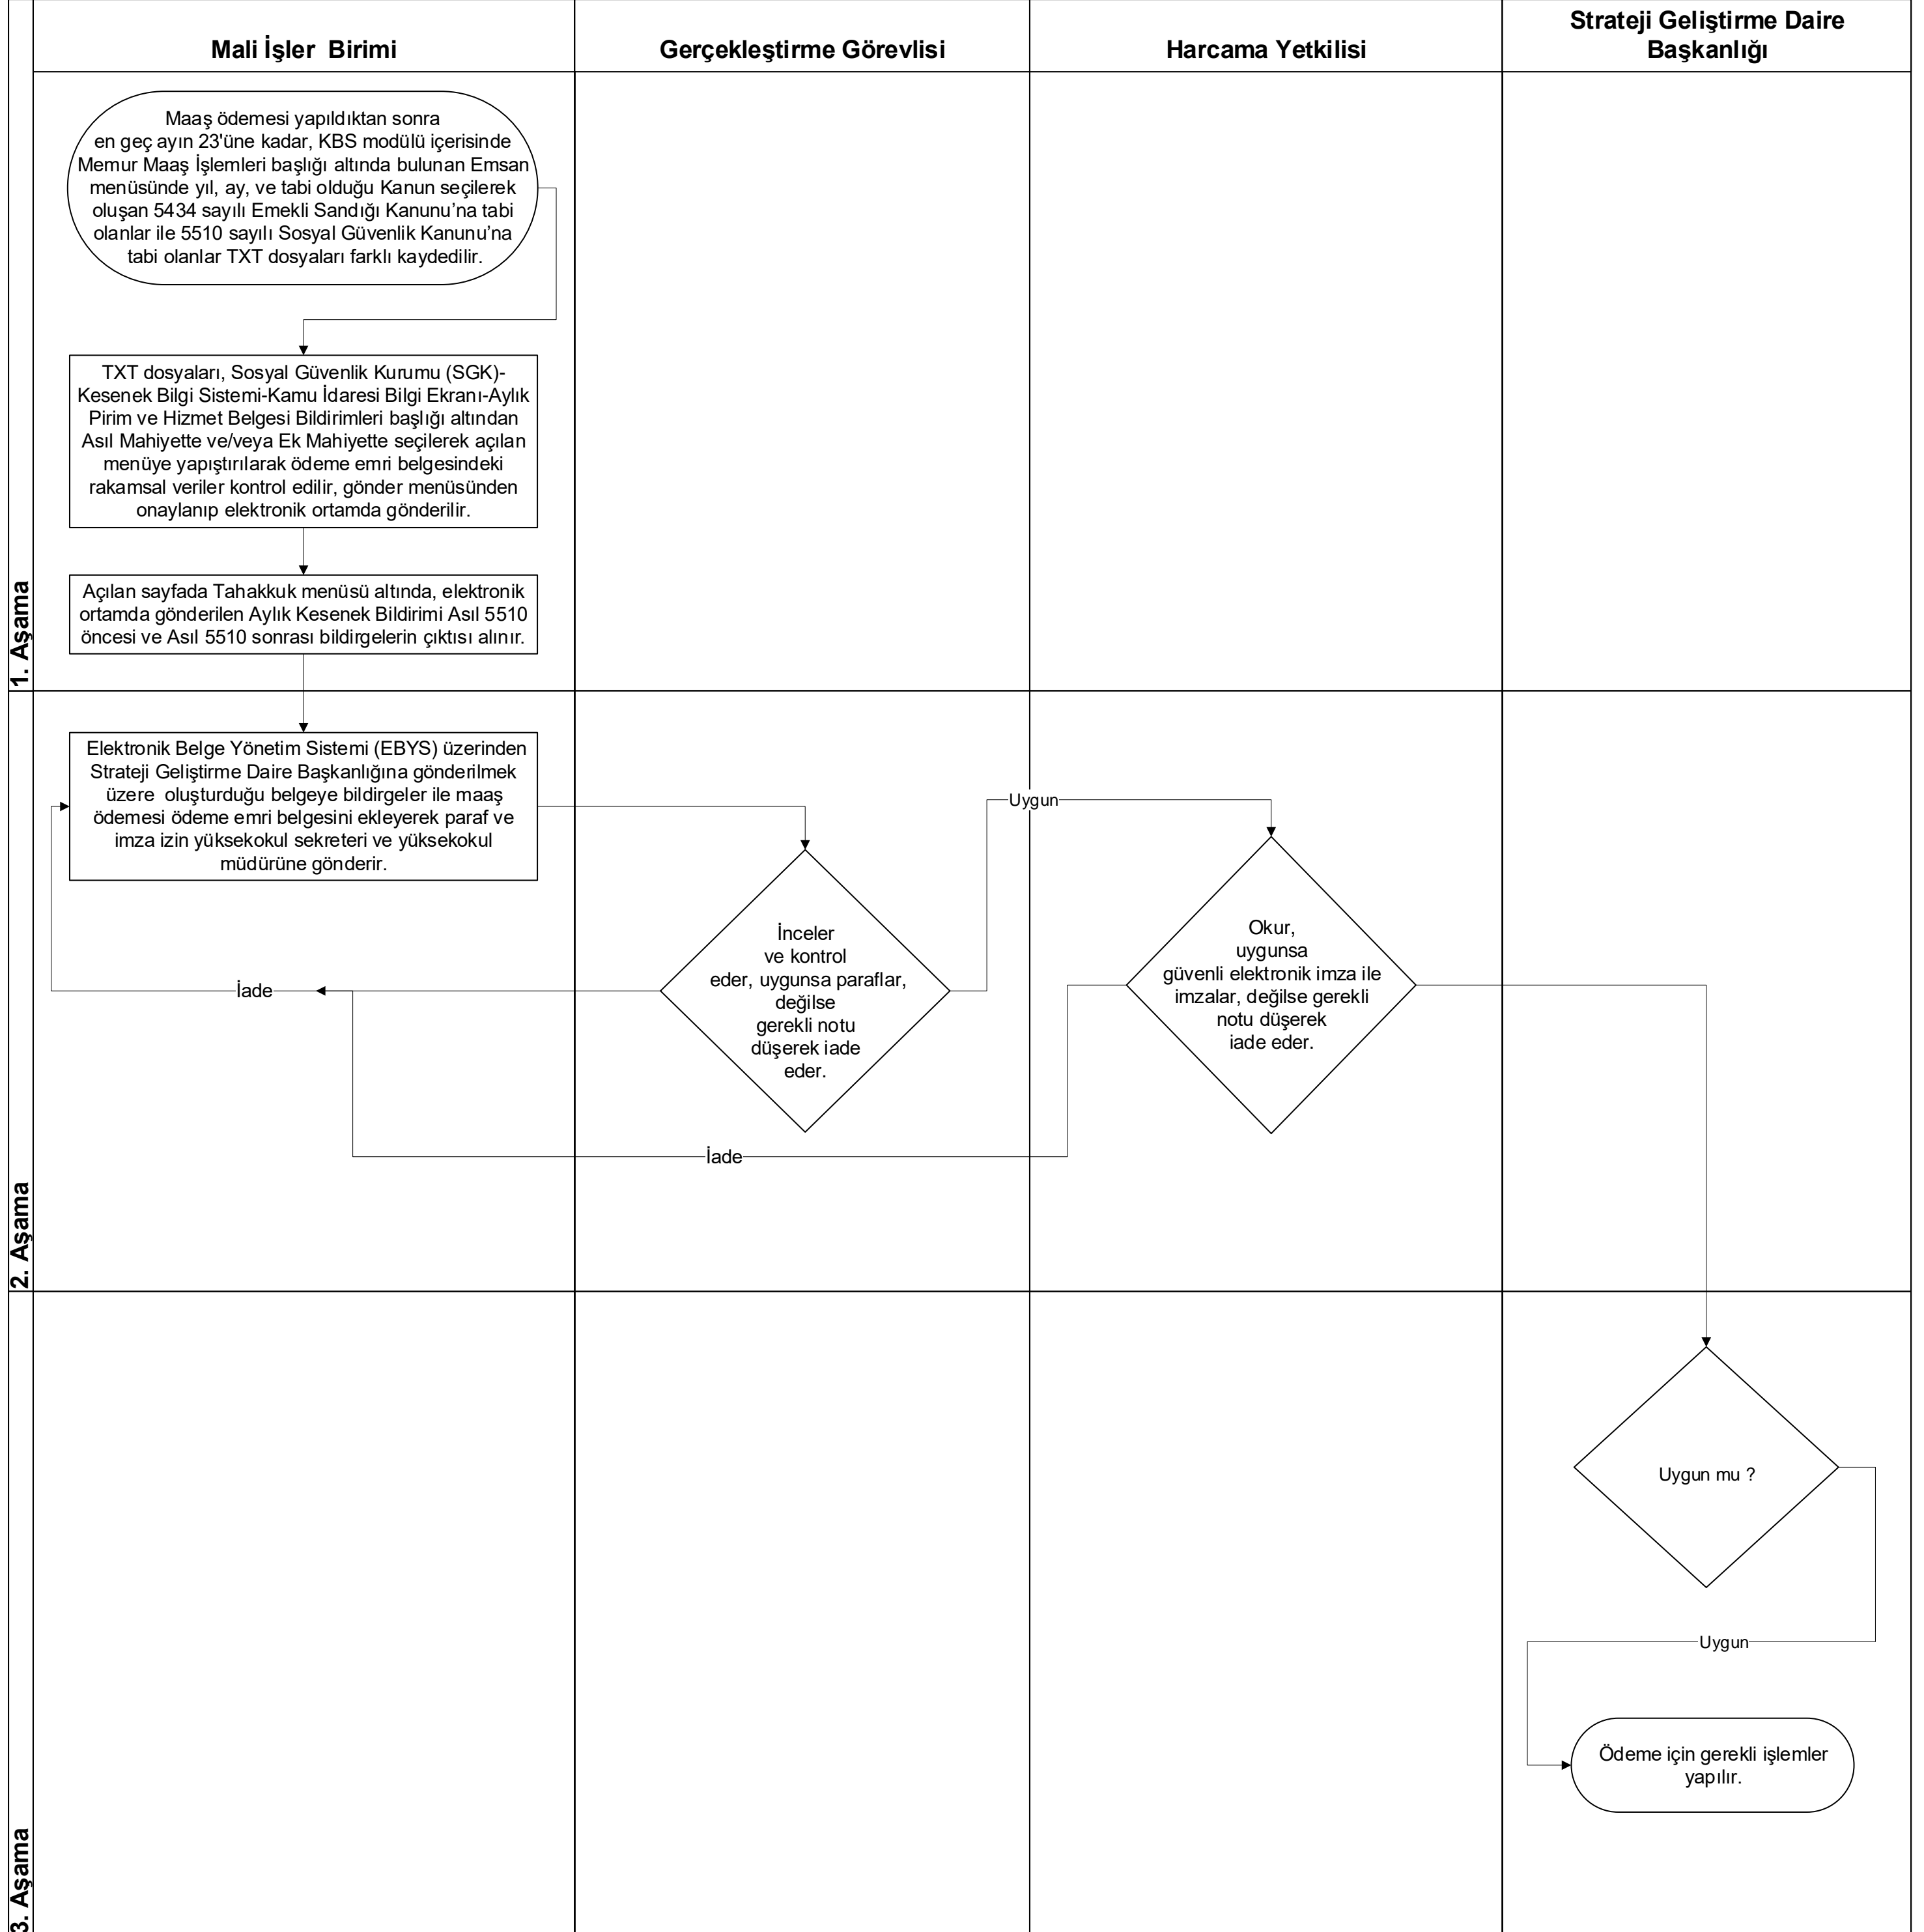 Mali İşler  Birimi
Gerçekleştirme Görevlisi
Harcama Yetkilisi
Strateji Geliştirme Daire
Başkanlığı
1. Aşama
Maaş ödemesi yapıldıktan sonra
en geç ayın 23'üne kadar, KBS modülü içerisinde
Memur Maaş İşlemleri başlığı altında bulunan Emsan
menüsünde yıl, ay, ve tabi olduğu Kanun seçilerek
oluşan 5434 sayılı Emekli Sandığı Kanunu’na tabi
olanlar ile 5510 sayılı Sosyal Güvenlik Kanunu’na
tabi olanlar TXT dosyaları farklı kaydedilir.
TXT dosyaları, Sosyal Güvenlik Kurumu (SGK)-
Kesenek Bilgi Sistemi-Kamu İdaresi Bilgi Ekranı-Aylık
Pirim ve Hizmet Belgesi Bildirimleri başlığı altından
Asıl Mahiyette ve/veya Ek Mahiyette seçilerek açılan
menüye yapıştırılarak ödeme emri belgesindeki
rakamsal veriler kontrol edilir, gönder menüsünden
onaylanıp elektronik ortamda gönderilir.
Açılan sayfada Tahakkuk menüsü altında, elektronik
ortamda gönderilen Aylık Kesenek Bildirimi Asıl 5510
öncesi ve Asıl 5510 sonrası bildirgelerin çıktısı alınır.
2. Aşama
Elektronik Belge Yönetim Sistemi (EBYS) üzerinden
Strateji Geliştirme Daire Başkanlığına gönderilmek
üzere  oluşturduğu belgeye bildirgeler ile maaş
ödemesi ödeme emri belgesini ekleyerek paraf ve
imza izin yüksekokul sekreteri ve yüksekokul
müdürüne gönderir.
Uygun
İnceler
ve kontrol
eder, uygunsa paraflar,
değilse
gerekli notu
düşerek iade
eder.
Okur,
uygunsa
güvenli elektronik imza ile
imzalar, değilse gerekli
notu düşerek
iade eder.
İade
İade
3. Aşama
Uygun mu ?
Uygun
Ödeme için gerekli işlemler
yapılır.